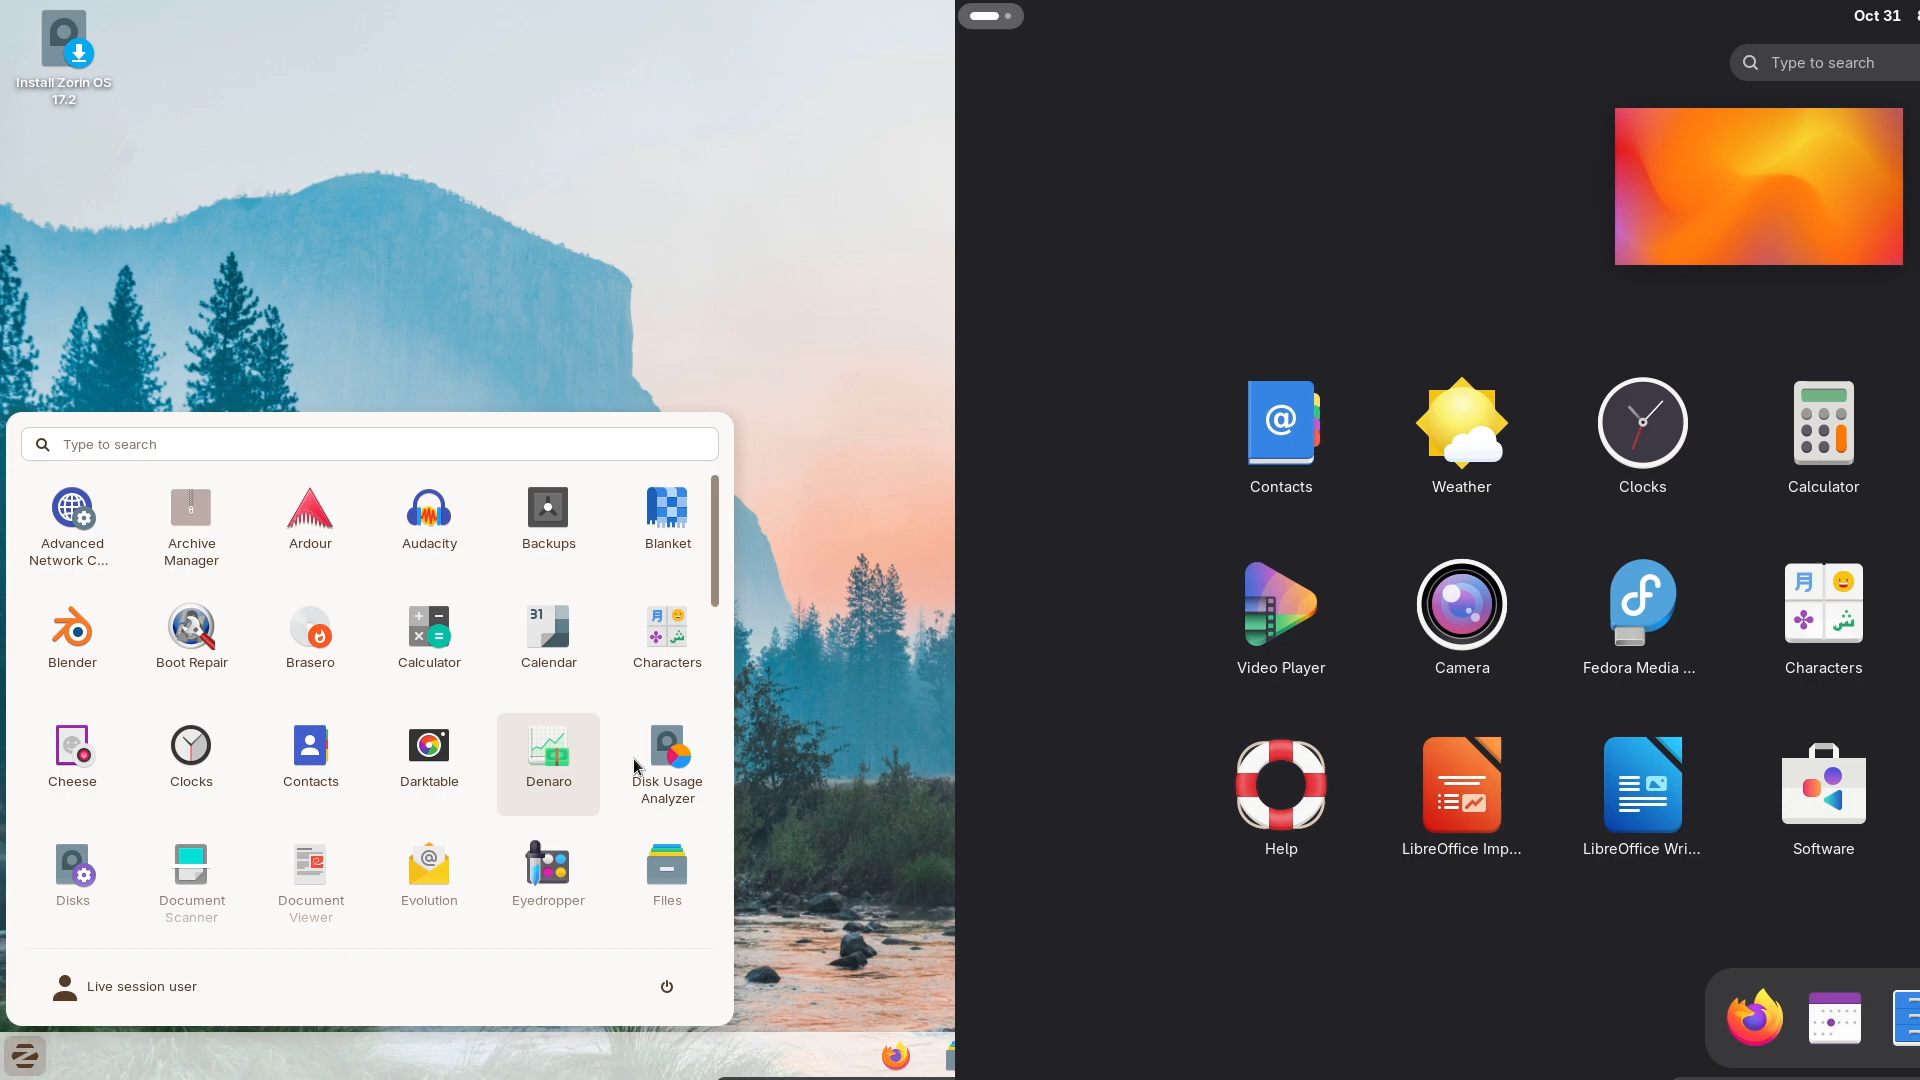 Install Zorin OS
17.2
Type to search
Advanced
Network C...
Archive
Manager
Ardour
Audacity
Backups
Blanket
Blender
Boot Repair
Brasero
Calculator
31
Calendar
Characters
Cheese
Clocks
Contacts
Darktable
Denaro
Disk Usage
Analyzer
Disks
Document
Scanner
Document
Viewer
Evolution
Eyedropper
Files
Live session user
Oct 31
Type to search
Contacts
Weather
Clocks
Calculator
Video Player
Camera
Fedora Media ...
Characters
Help
LibreOffice Imp...
LibreOffice Wri...
Software